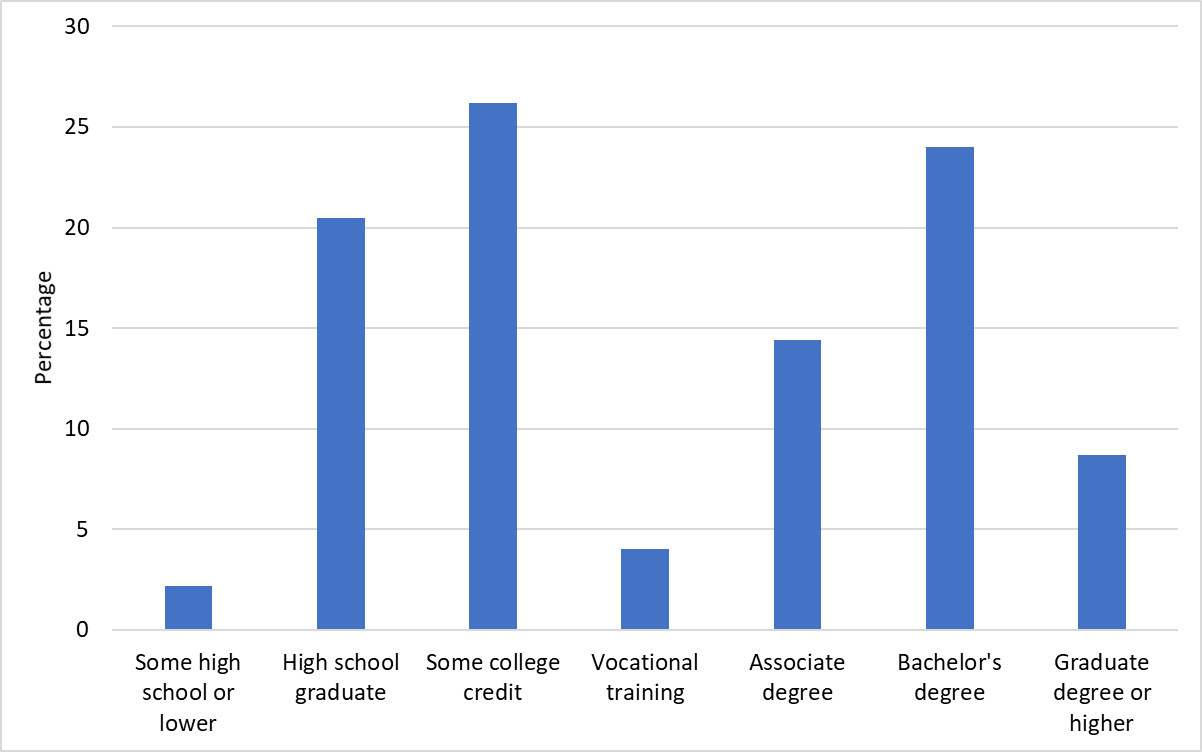 30
25
20
15
10
5
0
Percentage
Some high
school or
lower
High school
graduate
Some college
credit
Vocational
training
Associate
degree
Bachelor's
degree
Graduate
degree or
higher